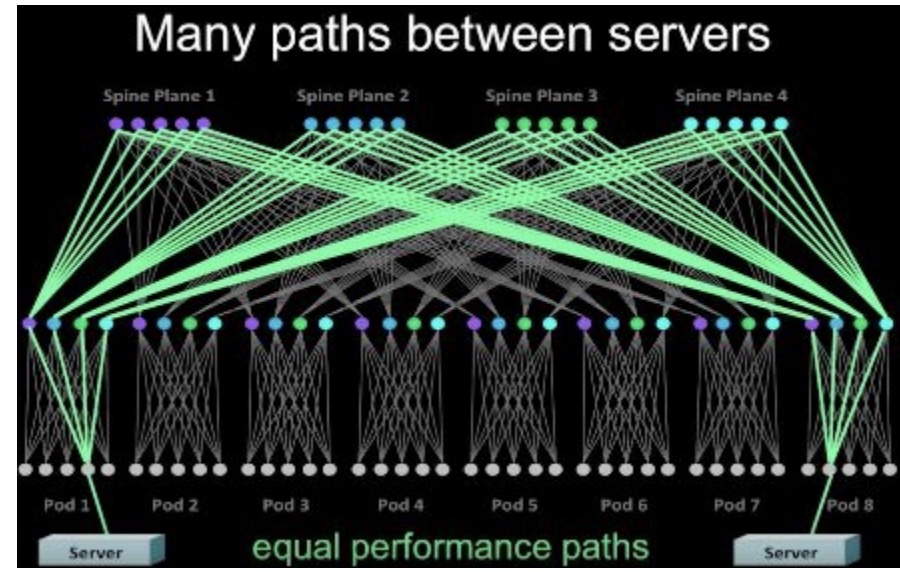 Many paths between servers
Spine Plane 1 Spine Plane 2 Spine Plane 3 Spine Plane 4
Pod 1 Pod 2 Pod 3 Pod 4 Pod 5 Pod 6 Pod 7 Pod 8
Server equal performance paths Server